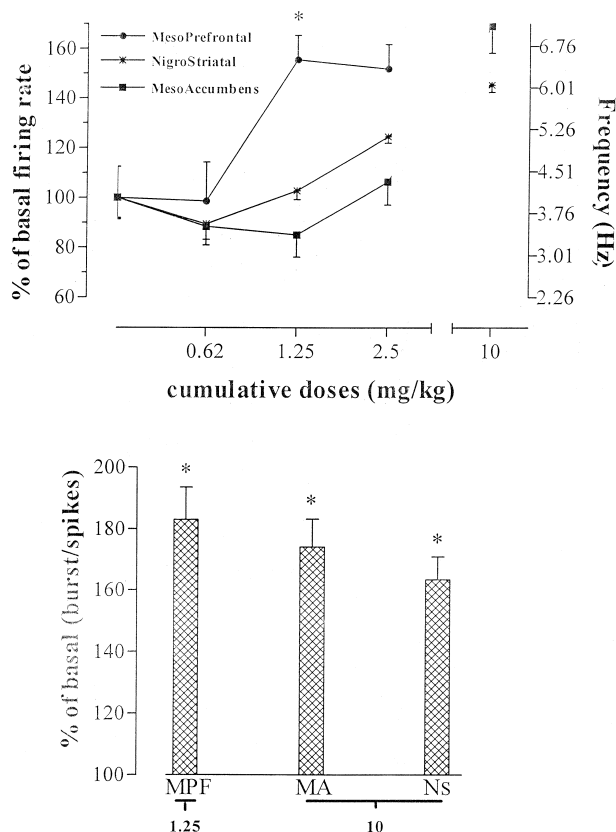 *
160
140
120
100
80
60
% of basal firing rate
MesoPrefrontal
NigroStriatal
MesoAccumbens
6.76
6.01
5.26
4.51
3.76
3.01
2.26
Frequency (Hz)
0.62 1.25 2.5 10
cumulative doses (mg/kg)
200
180
160
140
120
100
% of basal (burst/spikes)
* * *
MPF MA Ns
1.25 10